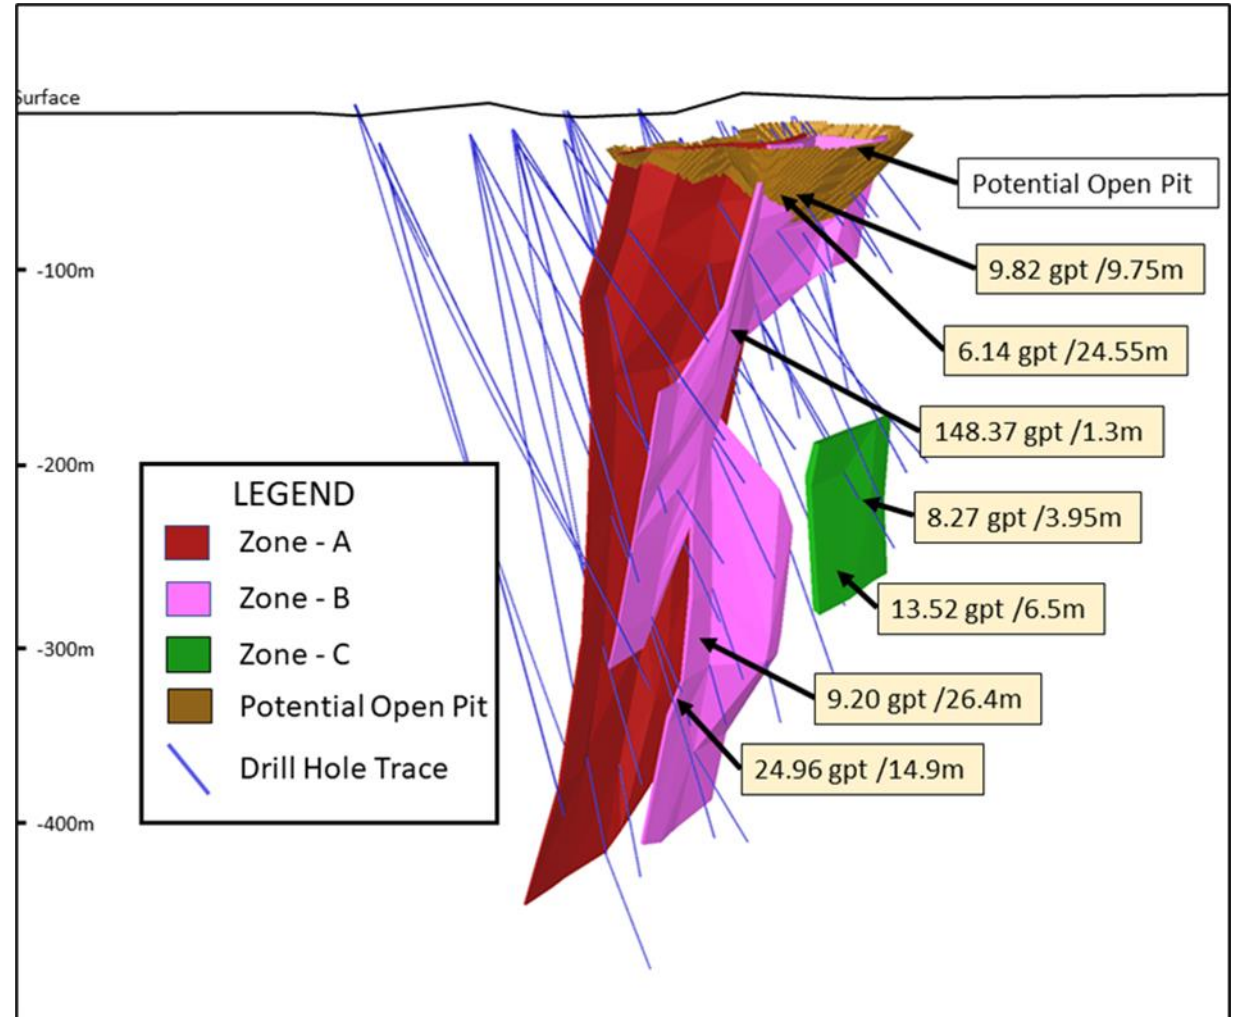 Surface
Potential Open Pit
9.82 gpt /9.75m
-100m
6.14 gpt /24.55m
148.37 gpt /1.3m
-200m
8.27 gpt /3.95m
13.52 gpt /6.5m
-300m
9.20 gpt /26.4m
24.96 gpt /14.9m
-400m
LEGEND
Zone - A
Zone - B
Zone - C
Potential Open Pit
Drill Hole Trace